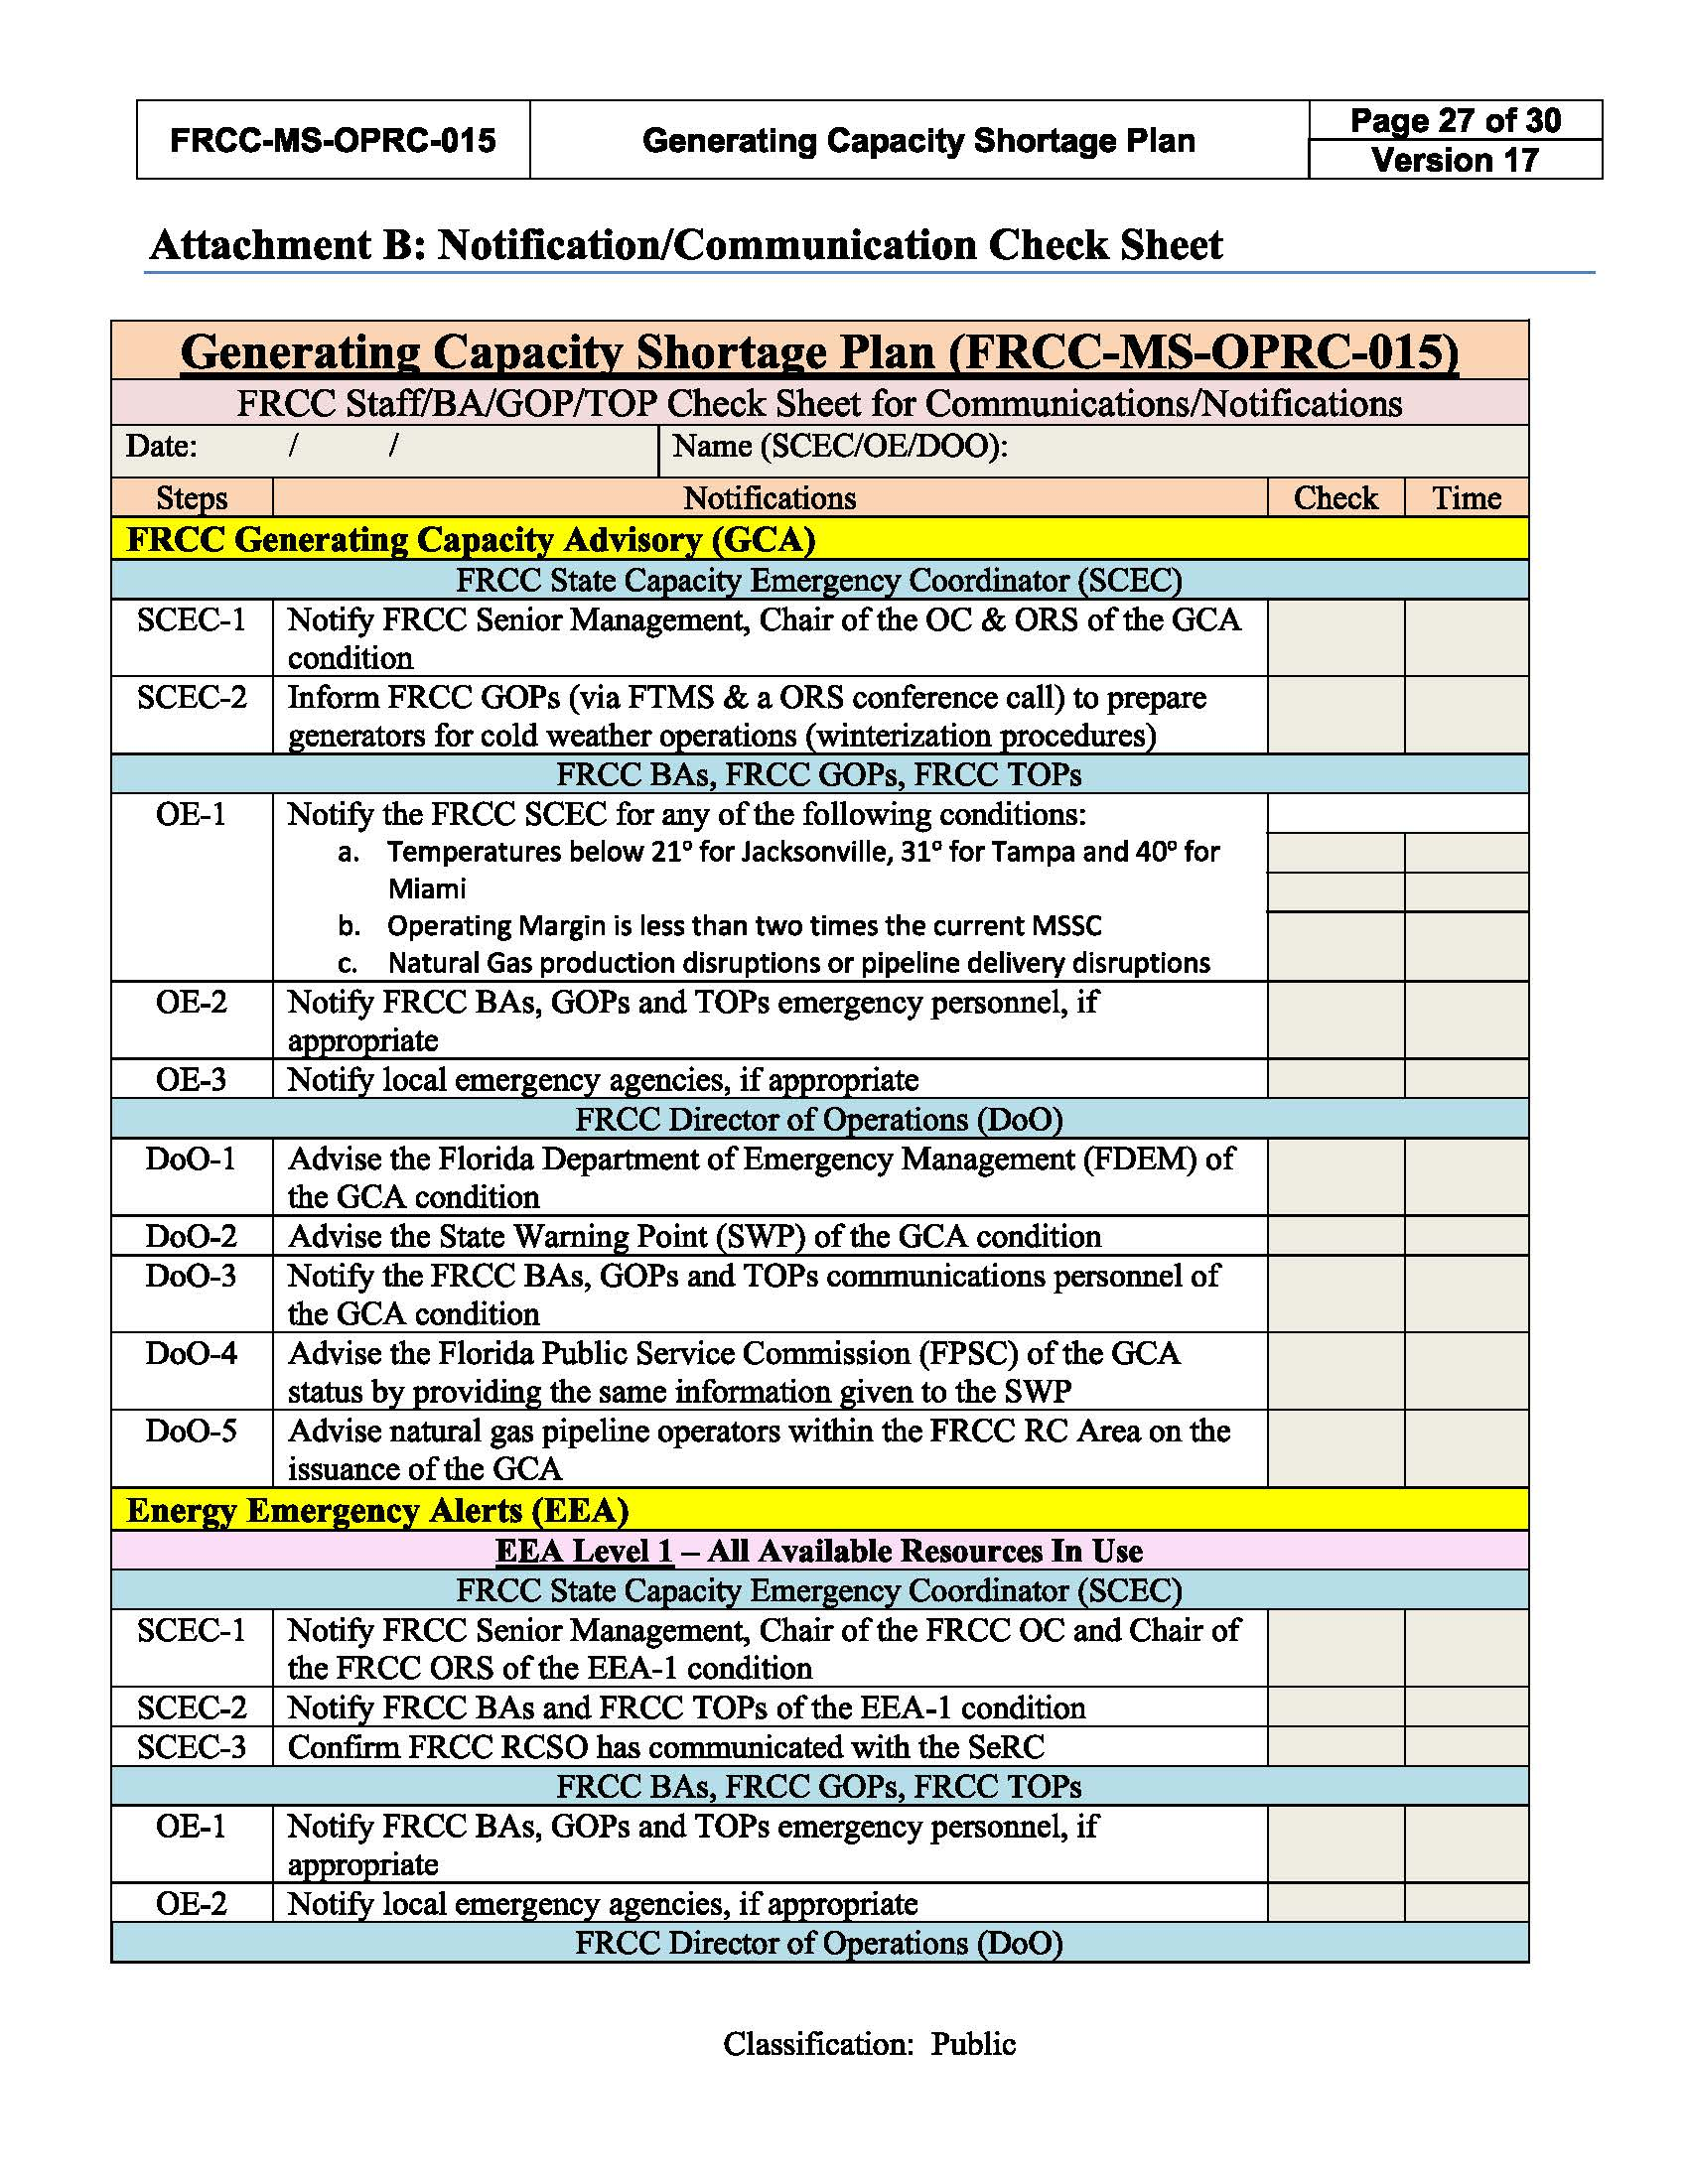 FRCC-MS-OPRC-015
Generating Capacity Shortage Plan
Page 27 of 30
Version 17
Attachment B: Notification/Communication Check Sheet
Generating Capacity Shortage Plan (FRCC-MS-OPRC-015)
FRCC Staff/BA/GOP/TOP Check Sheet for Communications/Notifications
Date: / / Name (SCEC/OE/DOO):
Steps Notifications Check Time
FRCC Generating Capacity Advisory (GCA)
FRCC State Capacity Emergency Coordinator (SCEC)
SCEC-1 Notify FRCC Senior Management, Chair of the OC & ORS of the GCA
condition
SCEC-2 Inform FRCC GOPs (via FTMS & a ORS conference call) to prepare
generators for cold weather operations (winterization procedures)
FRCC BAs, FRCC GOPs, FRCC TOPs
OE-1 Notify the FRCC SCEC for any of the following conditions:
a. Temperatures below 21º for Jacksonville, 31º for Tampa and 40º for
Miami
b. Operating Margin is less than two times the current MSSC
c. Natural Gas production disruptions or pipeline delivery disruptions
OE-2 Notify FRCC BAs, GOPs and TOPs emergency personnel, if
appropriate
OE-3 Notify local emergency agencies, if appropriate
FRCC Director of Operations (DoO)
DoO-1 Advise the Florida Department of Emergency Management (FDEM) of
the GCA condition
DoO-2 Advise the State Warning Point (SWP) of the GCA condition
DoO-3 Notify the FRCC BAs, GOPs and TOPs communications personnel of
the GCA condition
DoO-4 Advise the Florida Public Service Commission (FPSC) of the GCA
status by providing the same information given to the SWP
DoO-5 Advise natural gas pipeline operators within the FRCC RC Area on the
issuance of the GCA
Energy Emergency Alerts (EEA)
EEA Level 1 – All Available Resources In Use
FRCC State Capacity Emergency Coordinator (SCEC)
SCEC-1 Notify FRCC Senior Management, Chair of the FRCC OC and Chair of
the FRCC ORS of the EEA-1 condition
SCEC-2 Notify FRCC BAs and FRCC TOPs of the EEA-1 condition
SCEC-3 Confirm FRCC RCSO has communicated with the SeRC
FRCC BAs, FRCC GOPs, FRCC TOPs
OE-1 Notify FRCC BAs, GOPs and TOPs emergency personnel, if
appropriate
OE-2 Notify local emergency agencies, if appropriate
FRCC Director of Operations (DoO)
Classification: Public